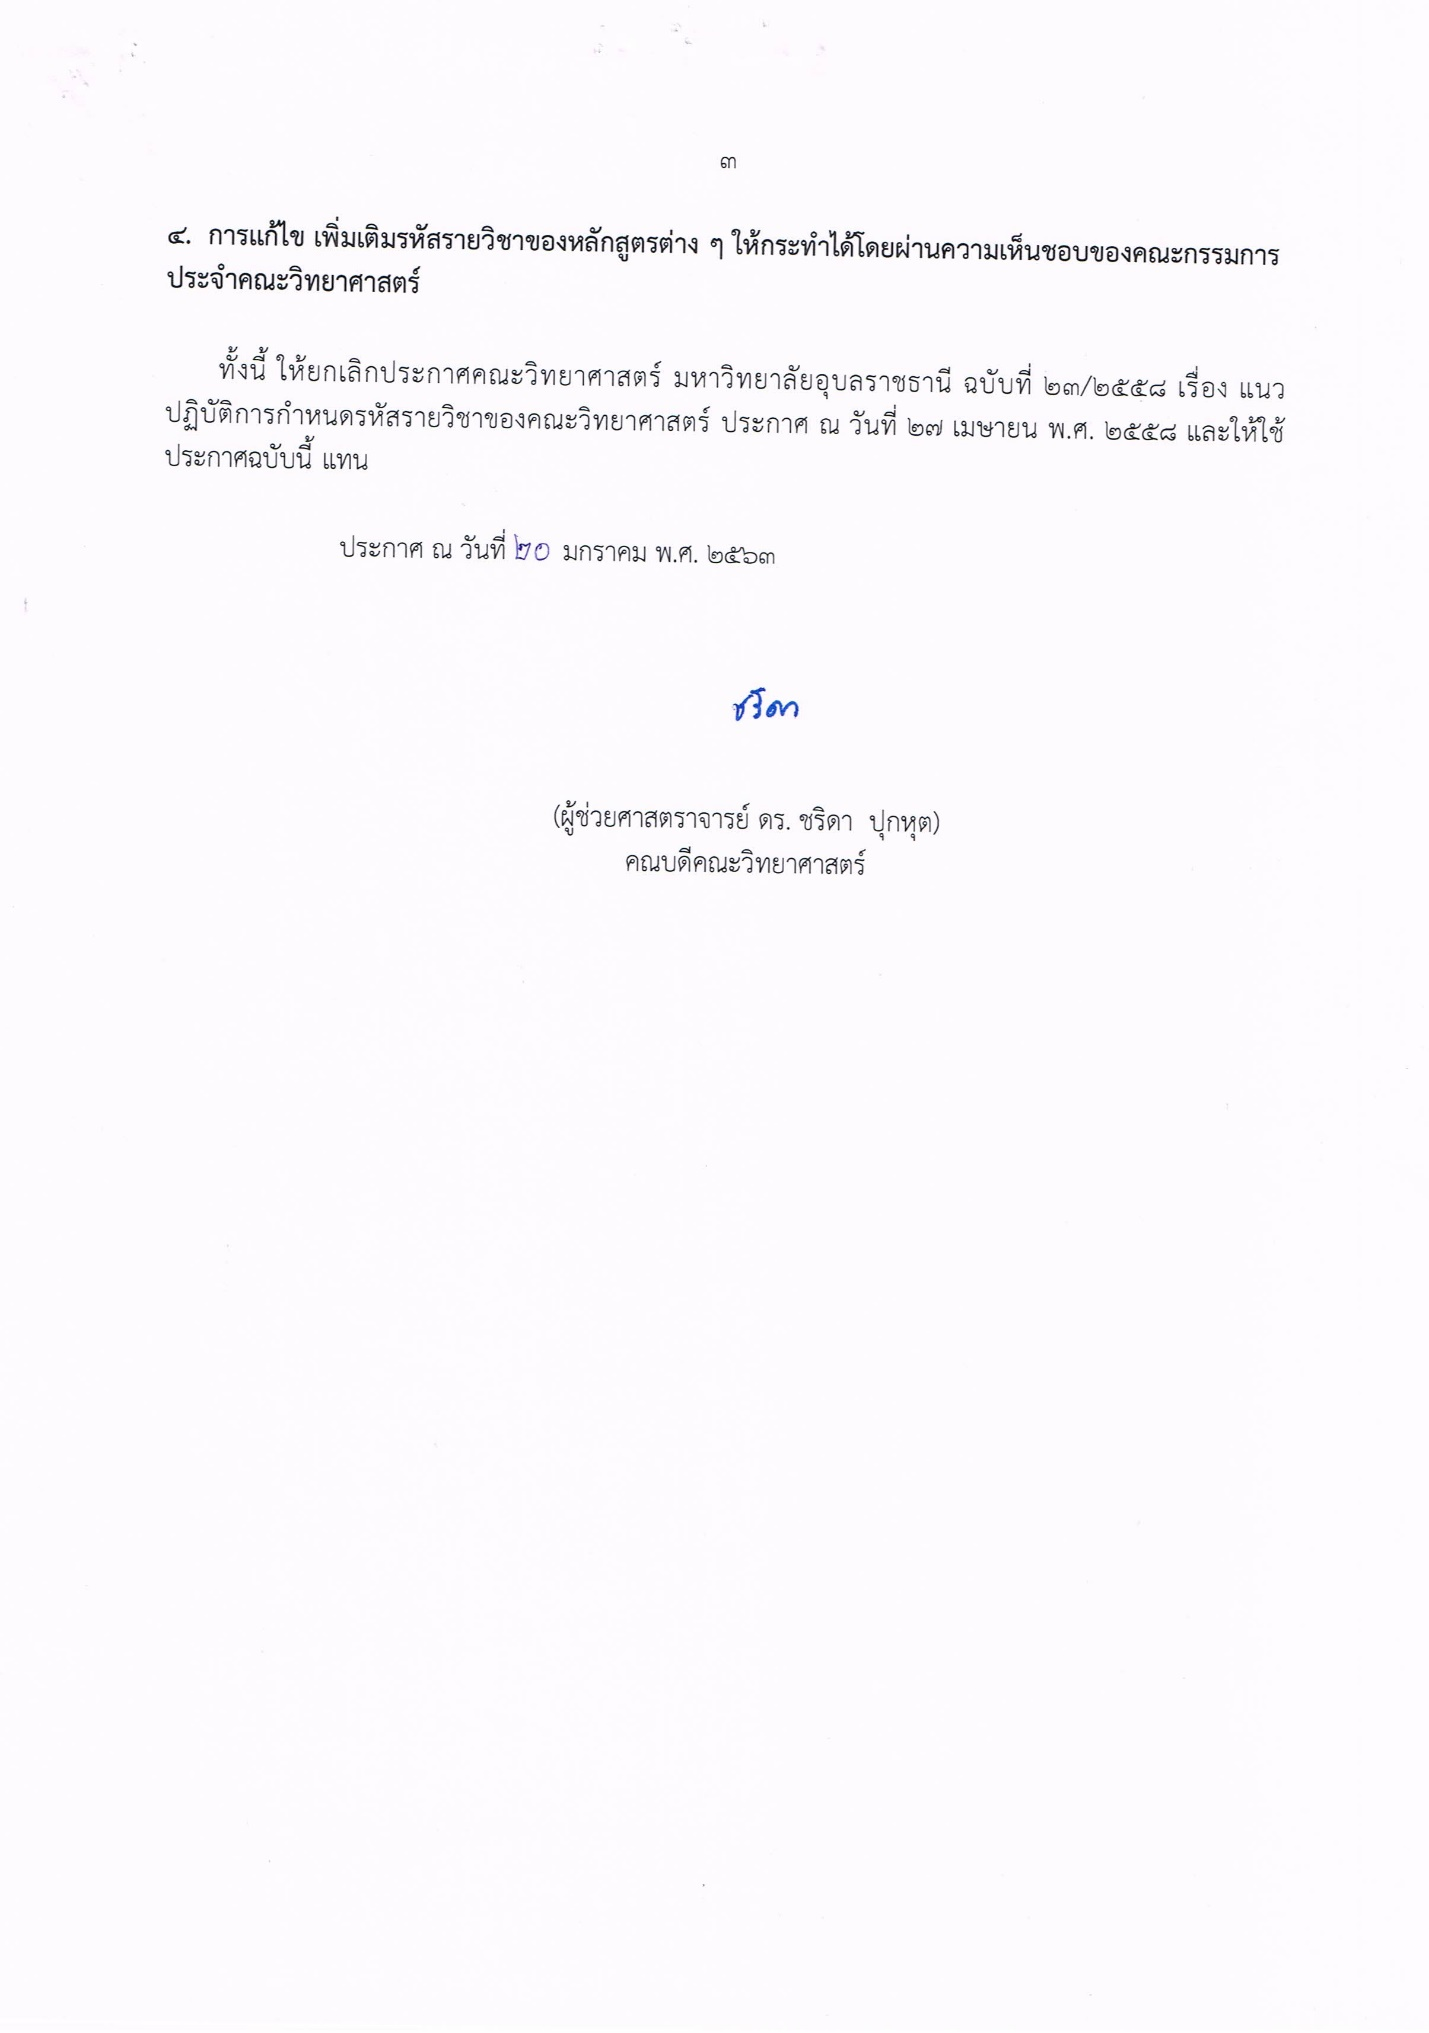 ๓
๔. การแก้ไข เพิ่มเติมรหัสรายวิชาของหลักสูตรต่าง ๆ ให้กระทำได้โดยผ่านความเห็นชอบของคณะกรรมการ
ประจำคณะวิทยาศาสตร์
ทั้งนี้ ให้ยกเลิกประกาศคณะวิทยาศาสตร์ มหาวิทยาลัยอุบลราชธานี ฉบับที่ ๒๓/๒๕๕๘ เรื่อง แนว
ปฏิบัติการกำหนดรหัสรายวิชาของคณะวิทยาศาสตร์ ประกาศ ณ วันที่ ๒๗ เมษายน พ.ศ. ๒๕๕๘ และให้ใช้
ประกาศฉบับนี้ แทน
ประกาศ ณ วันที่ ๒๐ มกราคม พ.ศ. ๒๕๖๓
ชริดา
(ผู้ช่วยศาสตราจารย์ ดร. ชริดา ปุกหุต)
คณบดีคณะวิทยาศาสตร์